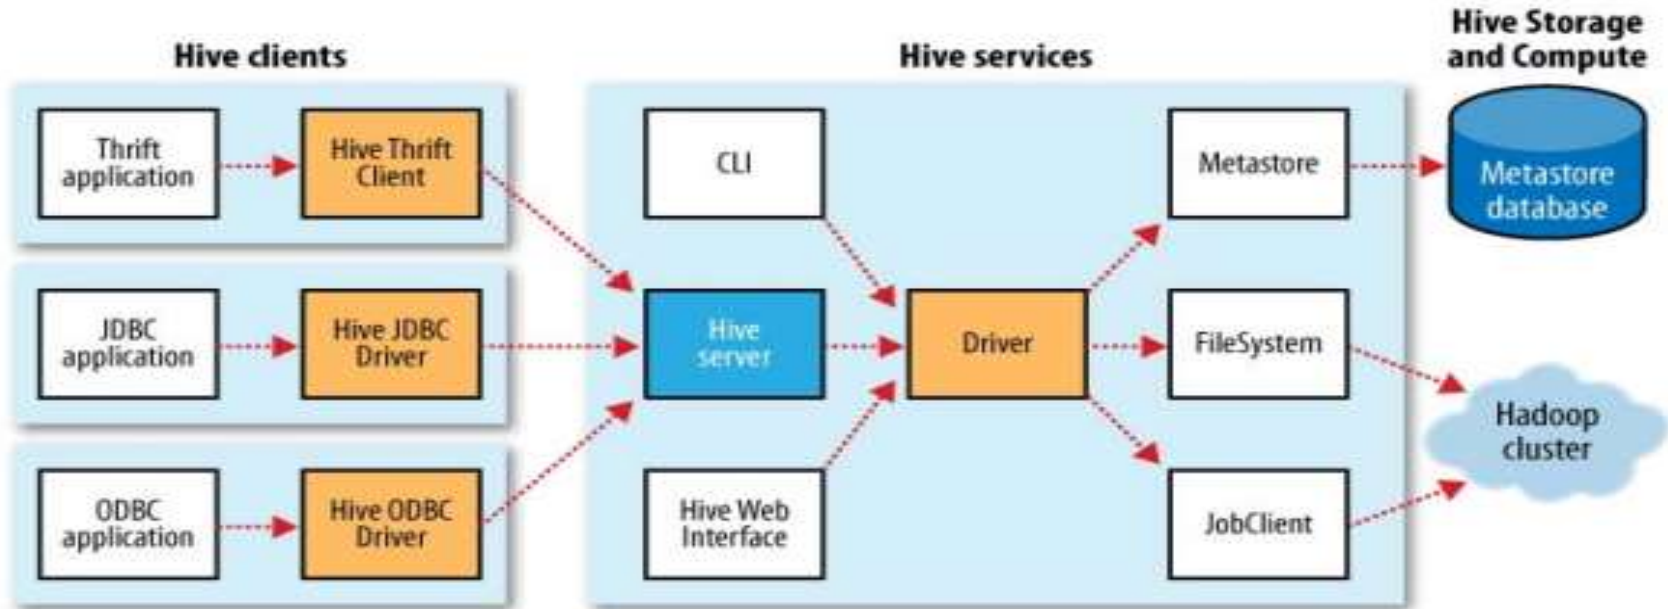 Hive clients
Hive services
Hive Storage
and Compute
Thrift
application
Hive Thrift
Client
CLI
Metastore
Metastore
database
JDBC
application
Hive JDBC
Driver
Hive
server
Driver
FileSystem
Hadoop
cluster
ODBC
application
Hive ODBC
Driver
Hive Web
Interface
JobClient